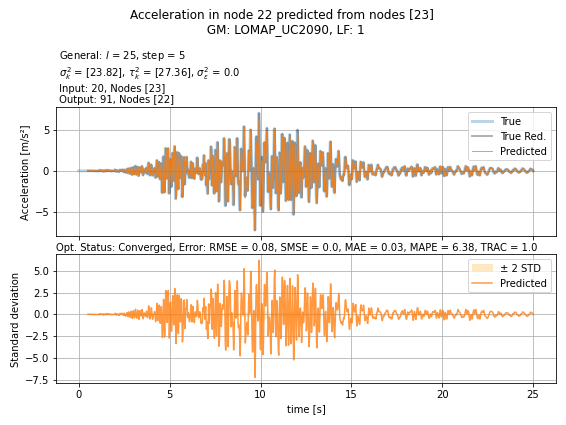 Acceleration in node 22 predicted from nodes [23]
GM: LOMAP_UC2090, LF: 1
General: l = 25, step = 5
σ²ₖ = [23.82], τ²ₖ = [27.36], σ²ε = 0.0
Input: 20, Nodes [23]
Output: 91, Nodes [22]
True
True Red.
Predicted
Acceleration [m/s²]
5
0
−5
Opt. Status: Converged, Error: RMSE = 0.08, SMSE = 0.0, MAE = 0.03, MAPE = 6.38, TRAC = 1.0
± 2 STD
Predicted
Standard deviation
5.0
2.5
0.0
−2.5
−5.0
−7.5
0 5 10 15 20 25
time [s]